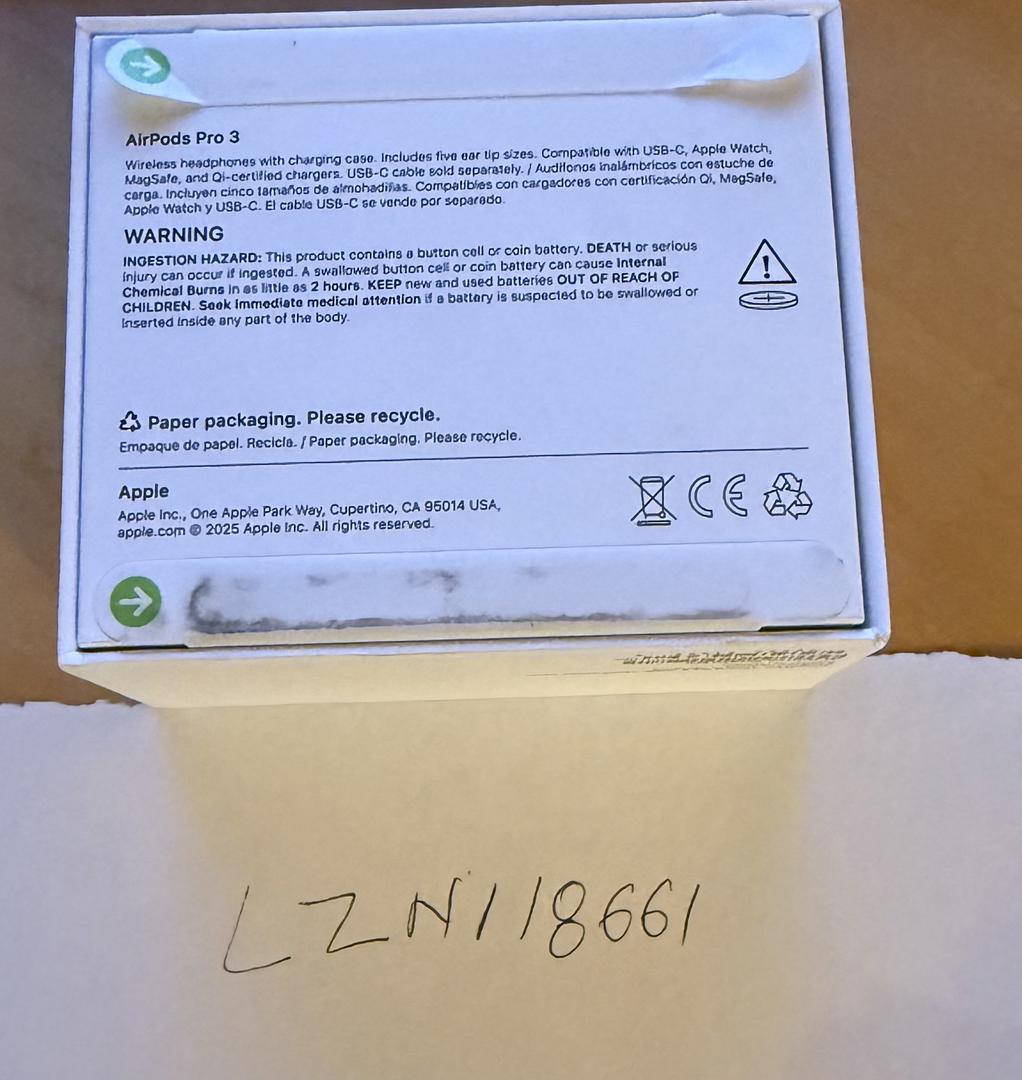 AirPods Pro 3
Wireless headphones with charging case. Includes five ear tip sizes. Compatible with USB-C, Apple Watch,
MagSafe, and Qi-certified chargers. USB-C cable sold separately. / Audífonos inalámbricos con estuche de
carga. Incluyen cinco tamaños de almohadillas. Compatibles con cargadores con certificación Qi, MagSafe,
Apple Watch y USB-C. El cable USB-C se vende por separado.
WARNING
INGESTION HAZARD: This product contains a button cell or coin battery. DEATH or serious
injury can occur if ingested. A swallowed button cell or coin battery can cause Internal
Chemical Burns in as little as 2 hours. KEEP new and used batteries OUT OF REACH OF
CHILDREN. Seek immediate medical attention if a battery is suspected to be swallowed or
inserted inside any part of the body.
Paper packaging. Please recycle.
Empaque de papel. Recicla. / Paper packaging. Please recycle.
Apple
Apple Inc., One Apple Park Way, Cupertino, CA 95014 USA,
apple.com © 2025 Apple Inc. All rights reserved.
CE
LZN118661